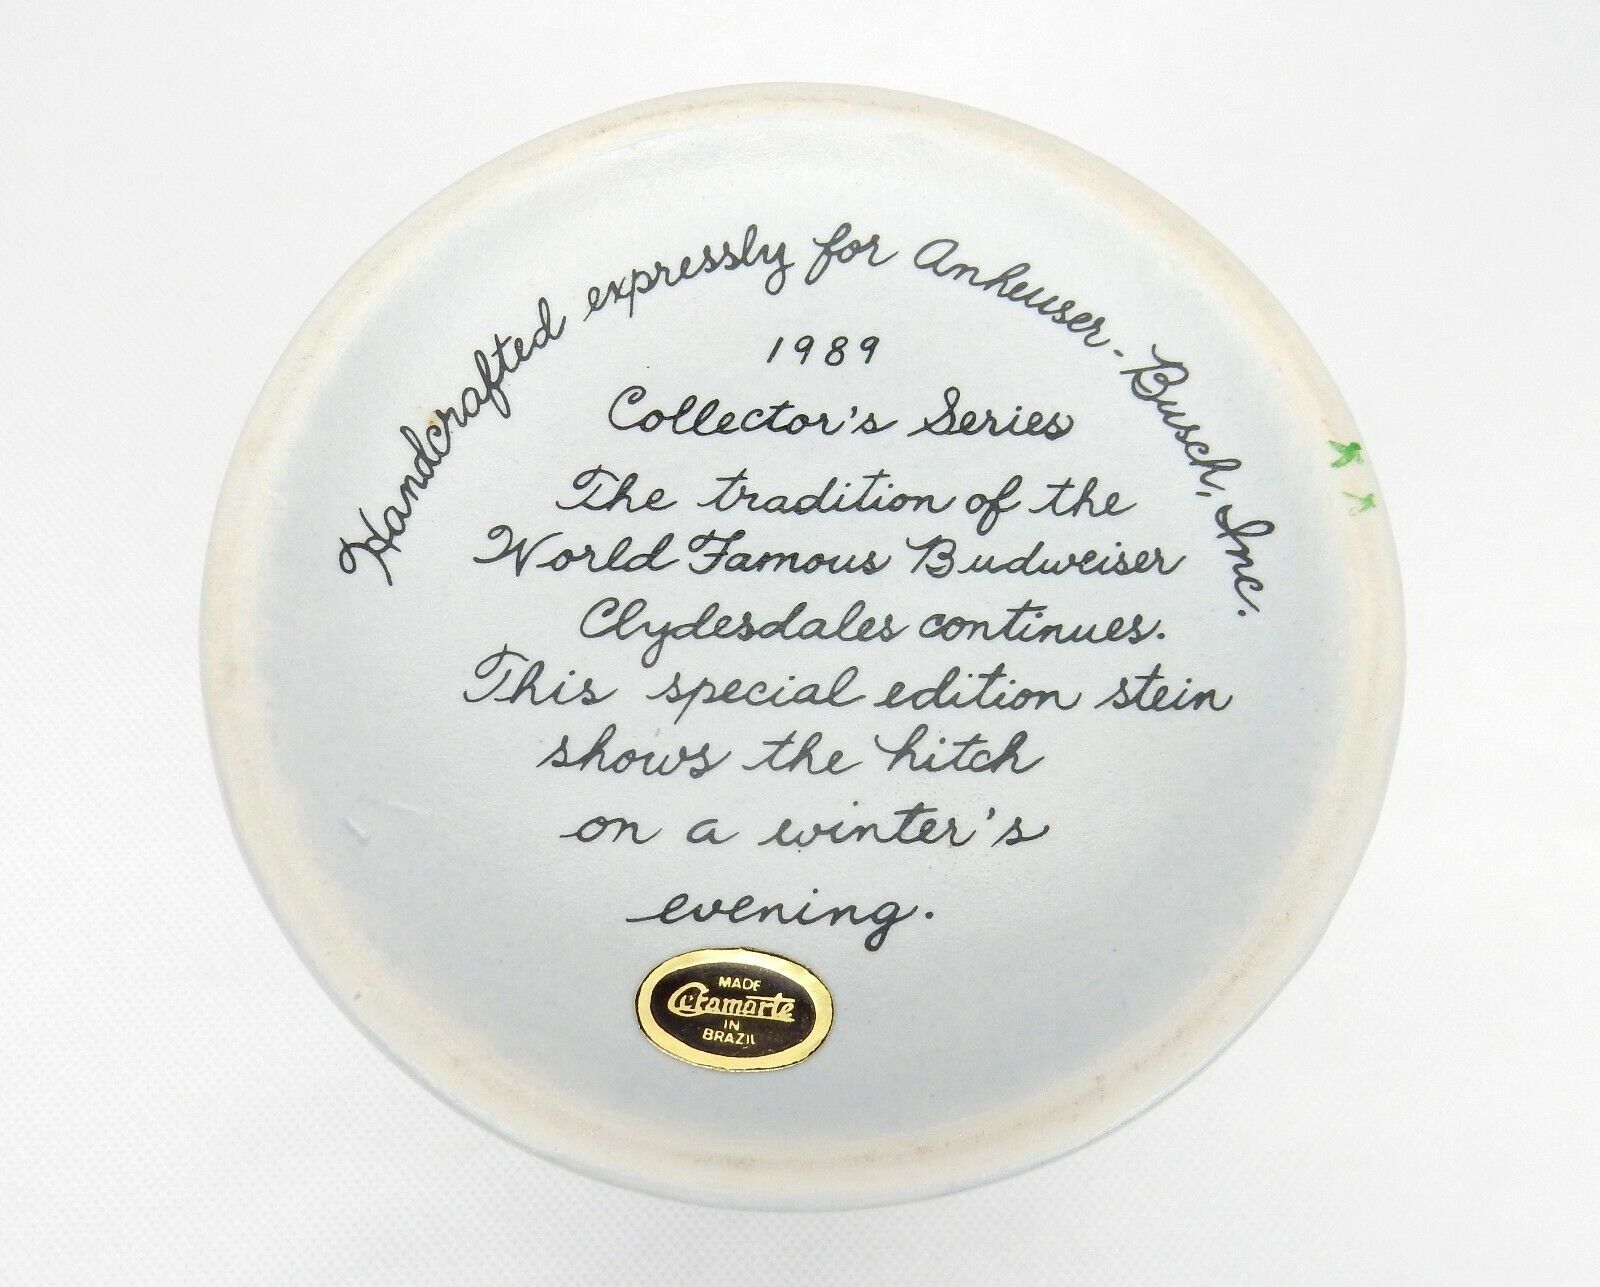 Handcrafted expressly for Anheuser-Busch, Inc.
1989
Collector's Series
The tradition of the
World Famous Budweiser
Clydesdales continues.
This special edition stein
shows the hitch
on a winter's
evening.
MADE
Ceramarte
IN
BRAZIL